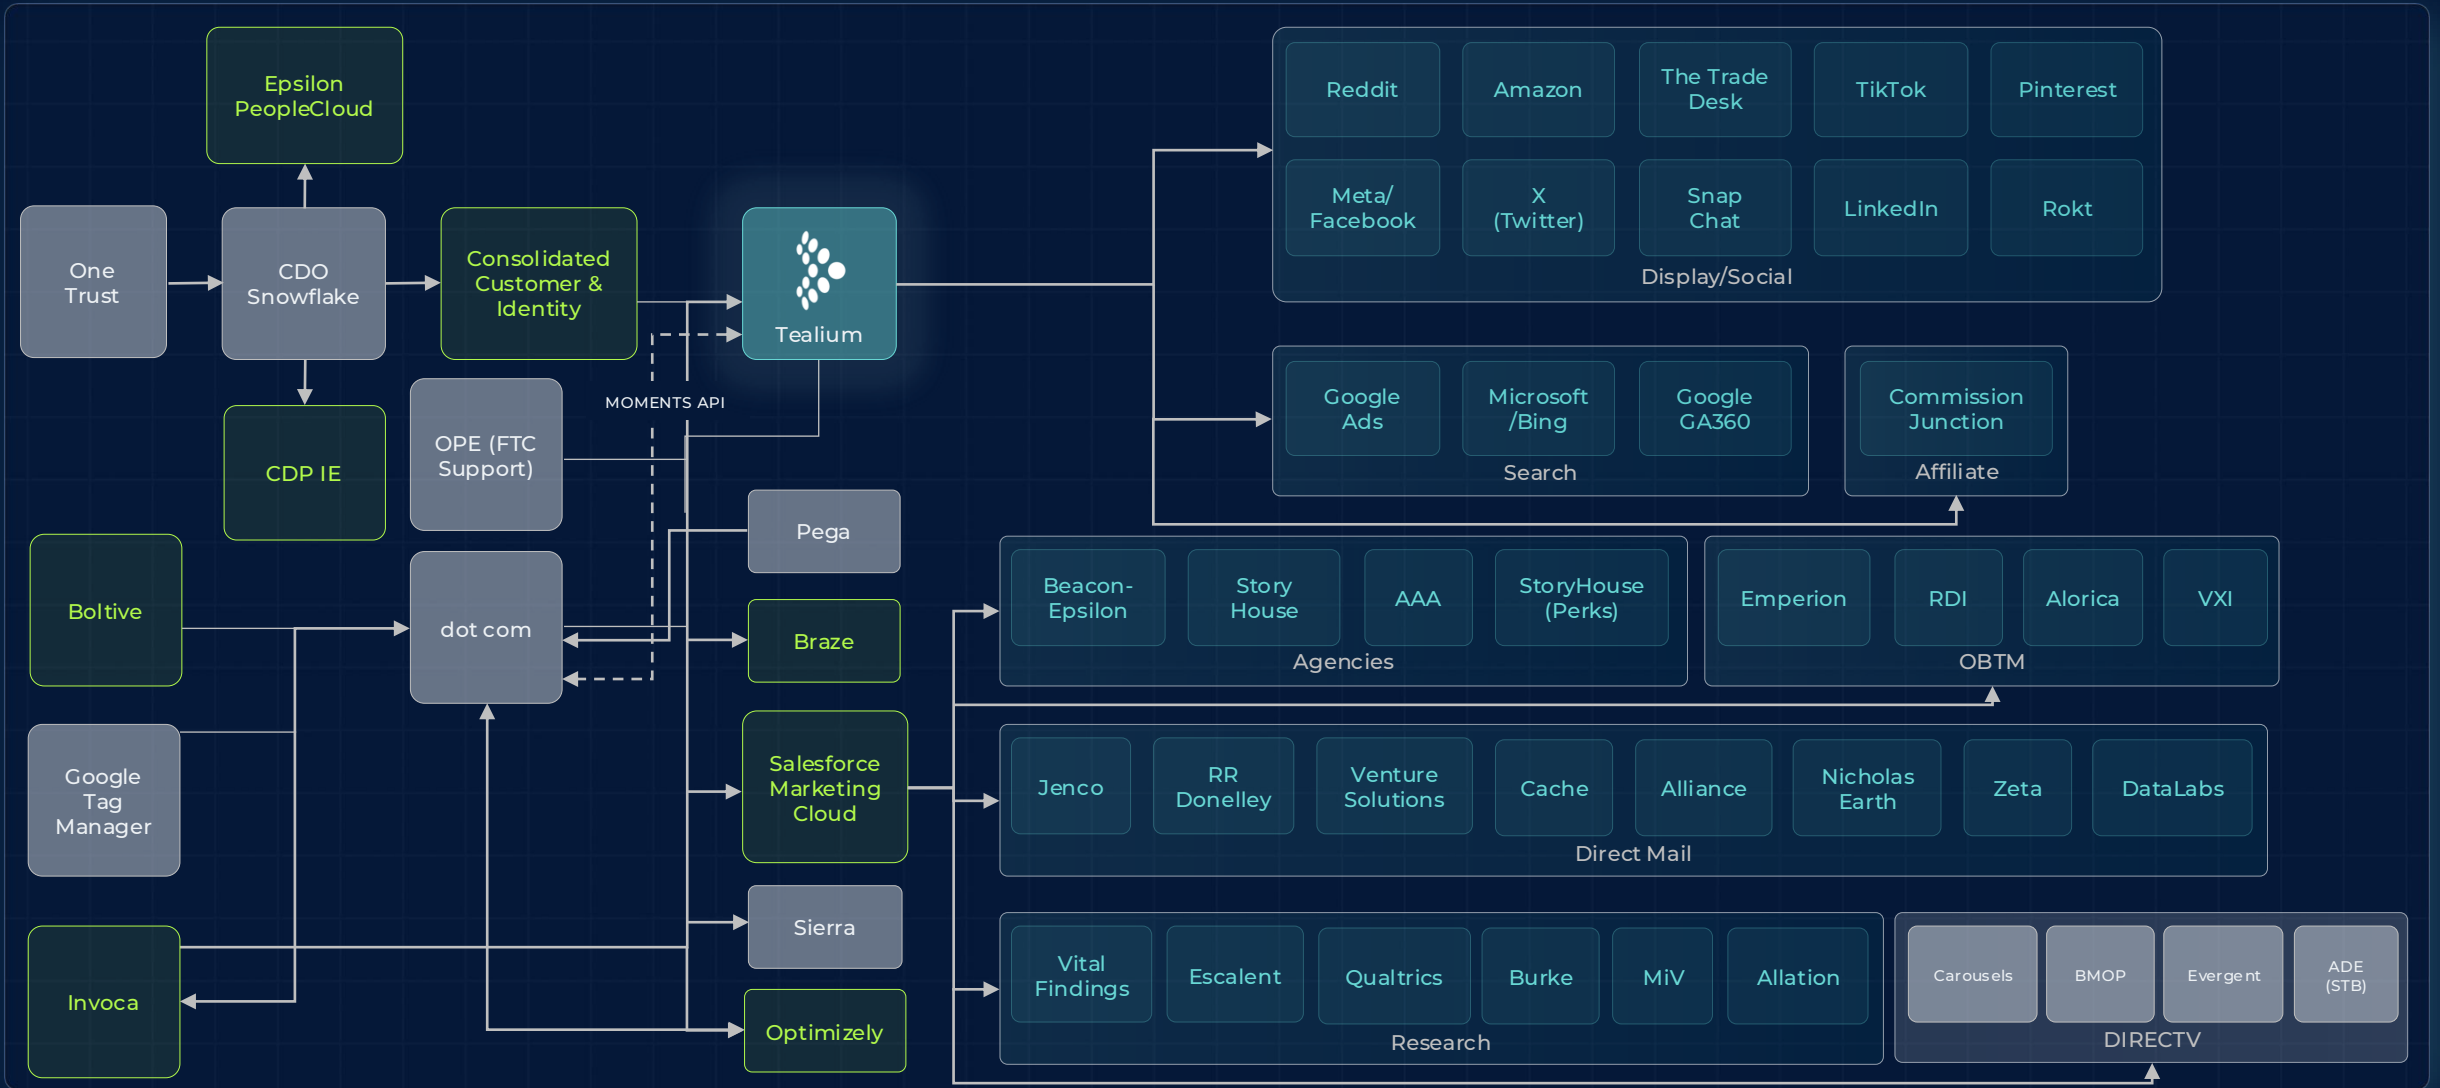 Epsilon
PeopleCloud
One
Trust
CDO
Snowflake
Consolidated
Customer &
Identity
Tealium
CDP IE
OPE (FTC
Support)
MOMENTS API
Boltive
dot com
Google
Tag
Manager
Invoca
Pega
Braze
Salesforce
Marketing
Cloud
Sierra
Optimizely
Reddit
Amazon
The Trade
Desk
TikTok
Pinterest
Meta/
Facebook
X
(Twitter)
Snap
Chat
LinkedIn
Rokt
Display/Social
Google
Ads
Microsoft
/Bing
Google
GA360
Search
Commission
Junction
Affiliate
Beacon-
Epsilon
Story
House
AAA
StoryHouse
(Perks)
Agencies
Emperion
RDI
Alorica
VXI
OBTM
Jenco
RR
Donelley
Venture
Solutions
Cache
Alliance
Nicholas
Earth
Zeta
DataLabs
Direct Mail
Vital
Findings
Escalent
Qualtrics
Burke
MiV
Allation
Research
Carousels
BMOP
Evergent
ADE
(STB)
DIRECTV